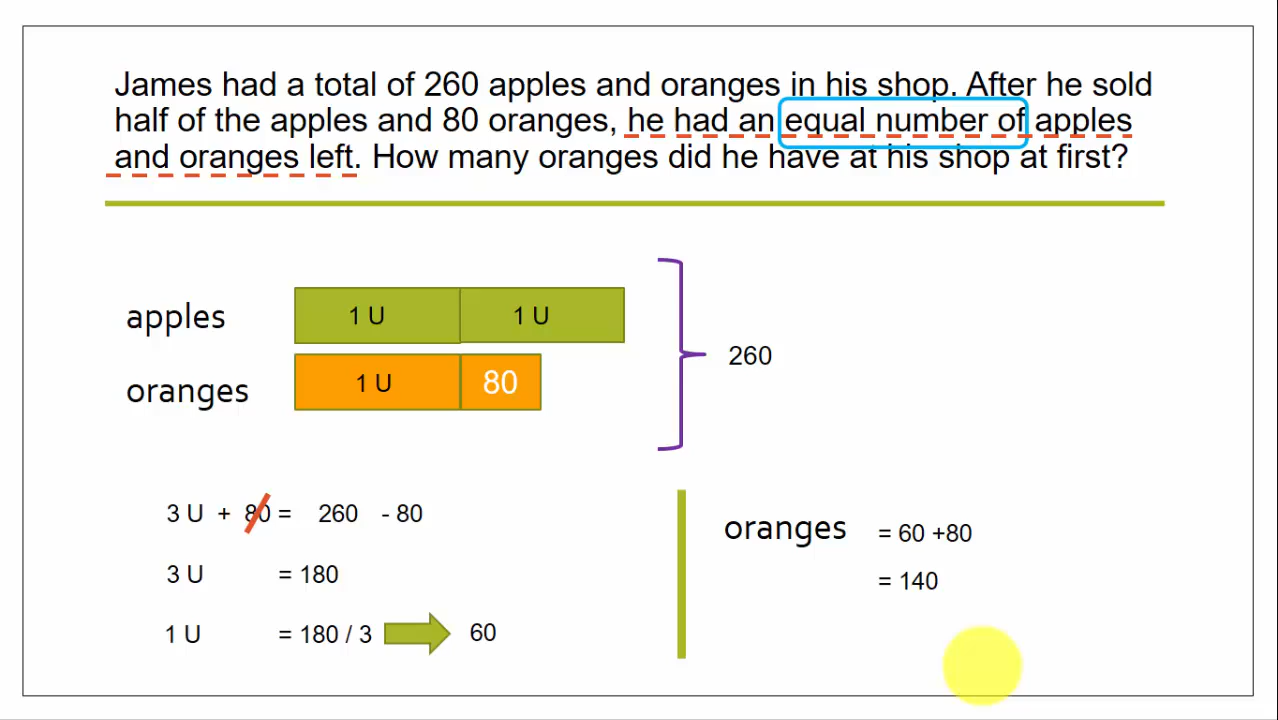 James had a total of 260 apples and oranges in his shop. After he sold
half of the apples and 80 oranges, he had an equal number of apples
and oranges left. How many oranges did he have at his shop at first?
apples 1 U 1 U
260
oranges 1 U 80
3 U + 80 = 260 - 80
3 U = 180
1 U = 180 / 3 60
oranges = 60 +80
= 140